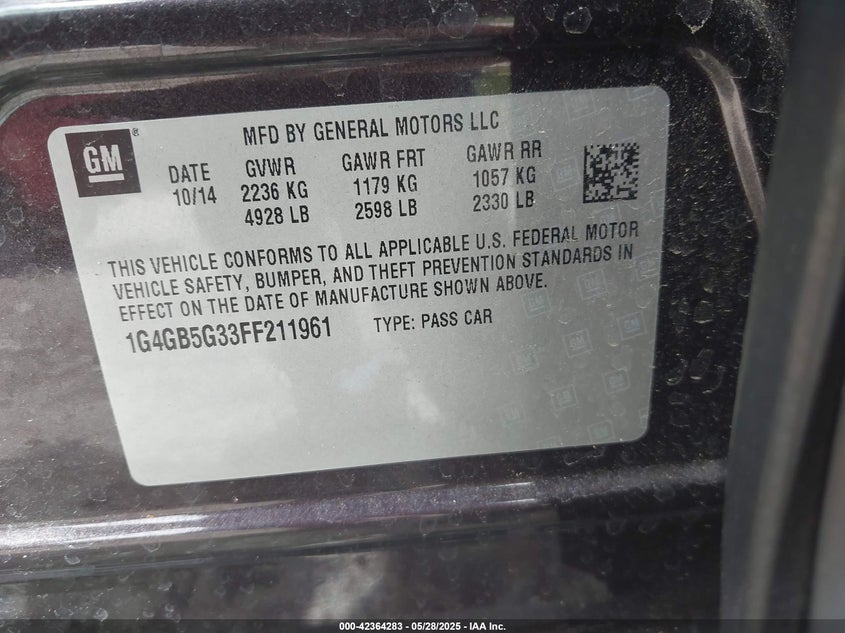 GM
MFD BY GENERAL MOTORS LLC
DATE GVWR GAWR FRT GAWR RR
10/14 2236 KG 1179 KG 1057 KG
4928 LB 2598 LB 2330 LB
THIS VEHICLE CONFORMS TO ALL APPLICABLE U.S. FEDERAL MOTOR
VEHICLE SAFETY, BUMPER, AND THEFT PREVENTION STANDARDS IN
EFFECT ON THE DATE OF MANUFACTURE SHOWN ABOVE.
1G4GB5G33FF211961 TYPE: PASS CAR
000-42364283 / 05/28/2025 - IAA Inc.